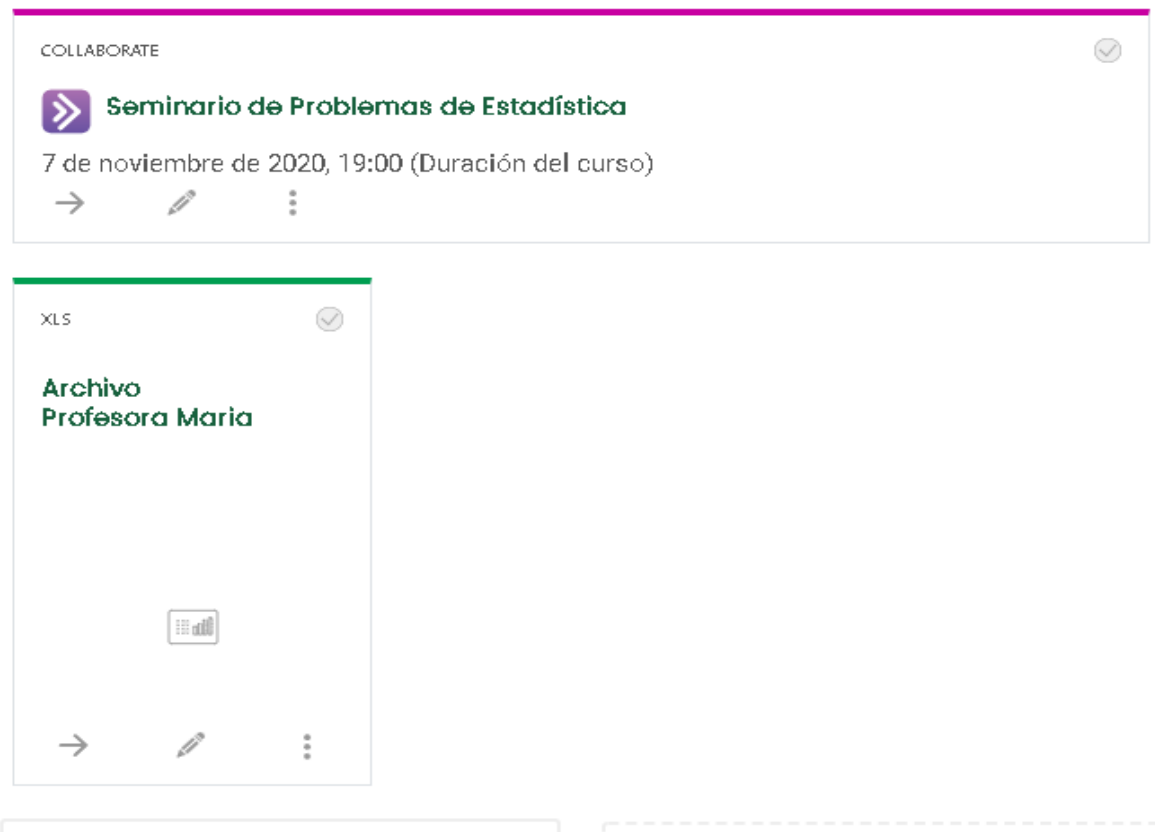 COLLABORATE
Seminario de Problemas de Estadística
7 de noviembre de 2020, 19:00 (Duración del curso)
XLS
Archivo
Profesora Maria